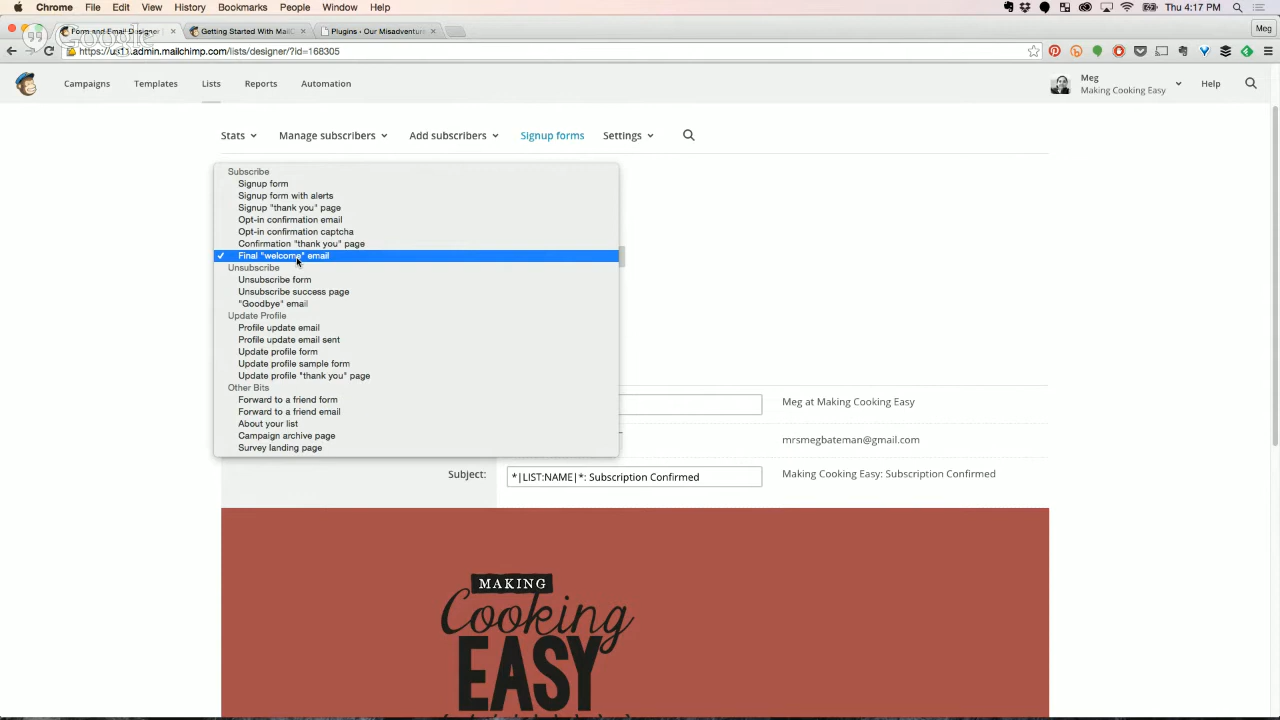 Chrome File Edit View History Bookmarks People Window Help Thu 4:17 PM
Form and Email Designer Getting Started With MailC Plugins ‹ Our Misadventur Meg
Google
https://us11.admin.mailchimp.com/lists/designer/?id=168305
Campaigns Templates Lists Reports Automation Meg Help
Making Cooking Easy
Stats Manage subscribers Add subscribers Signup forms Settings
Subscribe
Signup form
Signup form with alerts
Signup "thank you" page
Opt-in confirmation email
Opt-in confirmation captcha
Confirmation "thank you" page
✓ Final "welcome" email
Unsubscribe
Unsubscribe form
Unsubscribe success page
"Goodbye" email
Update Profile
Profile update email
Profile update email sent
Update profile form
Update profile sample form
Update profile "thank you" page
Other Bits
Forward to a friend form
Forward to a friend email
About your list
Campaign archive page
Survey landing page
Meg at Making Cooking Easy
mrsmegbateman@gmail.com
Subject: *|LIST:NAME|*: Subscription Confirmed Making Cooking Easy: Subscription Confirmed
MAKING
Cooking
EASY